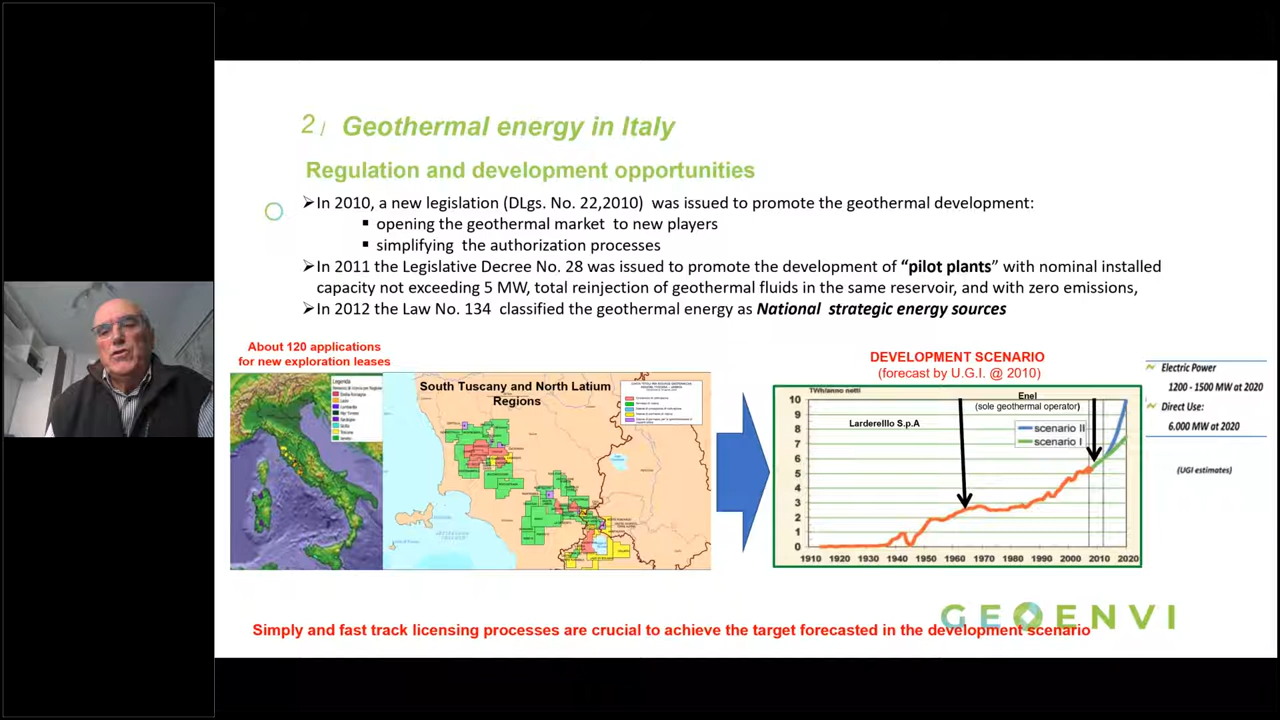 2/ Geothermal energy in Italy
Regulation and development opportunities
➢In 2010, a new legislation (DLgs. No. 22,2010) was issued to promote the geothermal development:
▪ opening the geothermal market to new players
▪ simplifying the authorization processes
➢In 2011 the Legislative Decree No. 28 was issued to promote the development of “pilot plants” with nominal installed
capacity not exceeding 5 MW, total reinjection of geothermal fluids in the same reservoir, and with zero emissions,
➢In 2012 the Law No. 134 classified the geothermal energy as National strategic energy sources
About 120 applications
for new exploration leases
Legenda
South Tuscany and North Latium
Regions
DEVELOPMENT SCENARIO
(forecast by U.G.I. @ 2010)
TWh/anno netti
Enel
(sole geothermal operator)
Larderelllo S.p.A
scenario II
scenario I
10
9
8
7
6
5
4
3
2
1
0
1910 1920 1930 1940 1950 1960 1970 1980 1990 2000 2010 2020
Electric Power
1200 - 1500 MW at 2020
Direct Use:
6.000 MW at 2020
(UGI estimates)
GEOENVI
Simply and fast track licensing processes are crucial to achieve the target forecasted in the development scenario